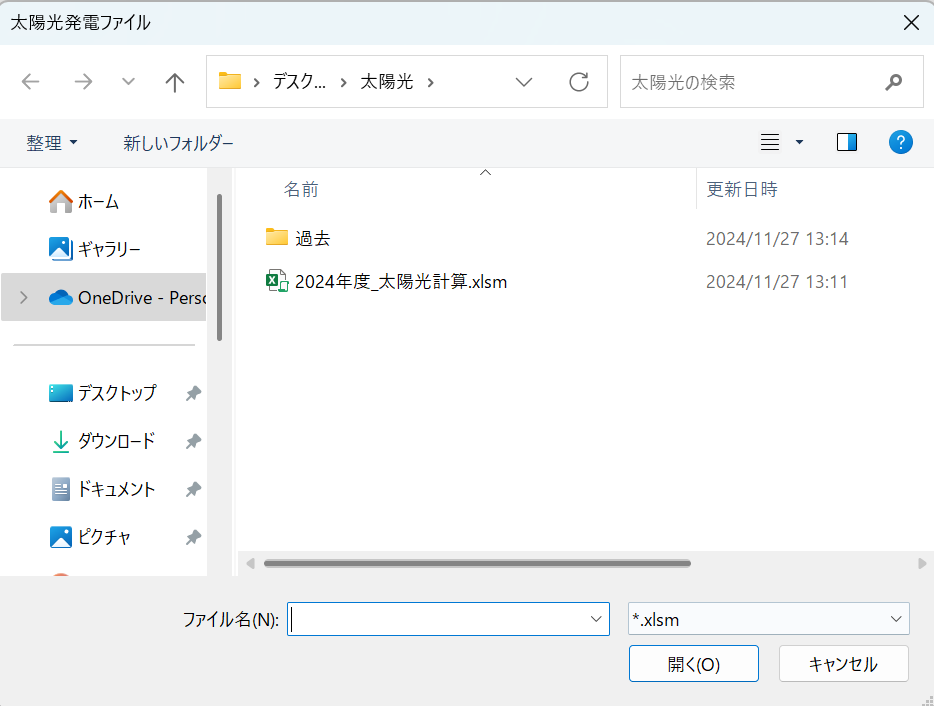 太陽光発電ファイル
デスク... 太陽光
太陽光の検索
整理 新しいフォルダー
?
名前 更新日時
ホーム
ギャラリー
OneDrive - Perso
デスクトップ
ダウンロード
ドキュメント
ピクチャ
過去 2024/11/27 13:14
2024年度_太陽光計算.xlsm 2024/11/27 13:11
ファイル名(N): *.xlsm
開く(O) キャンセル